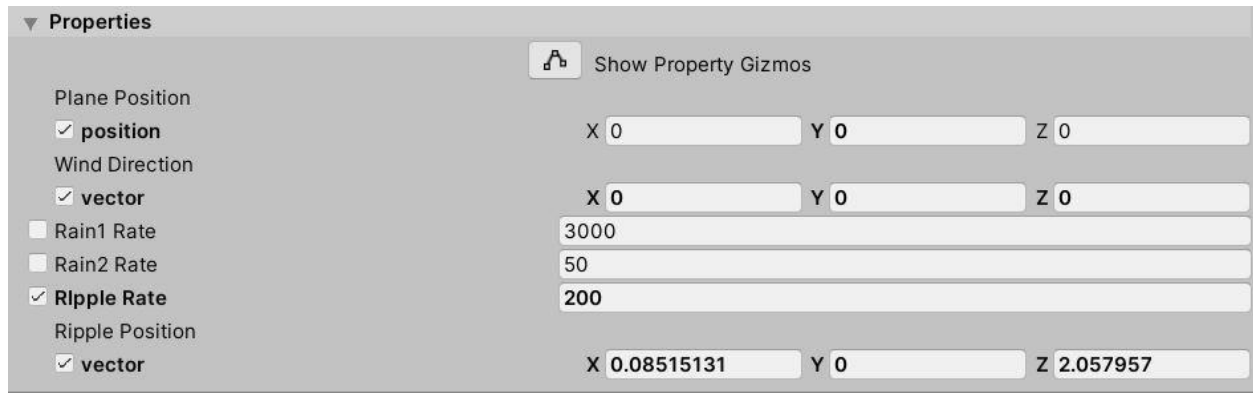 Properties
Show Property Gizmos
Plane Position
position X 0 Y 0 Z 0
Wind Direction
vector X 0 Y 0 Z 0
Rain1 Rate 3000
Rain2 Rate 50
RIpple Rate 200
Ripple Position
vector X 0.08515131 Y 0 Z 2.057957